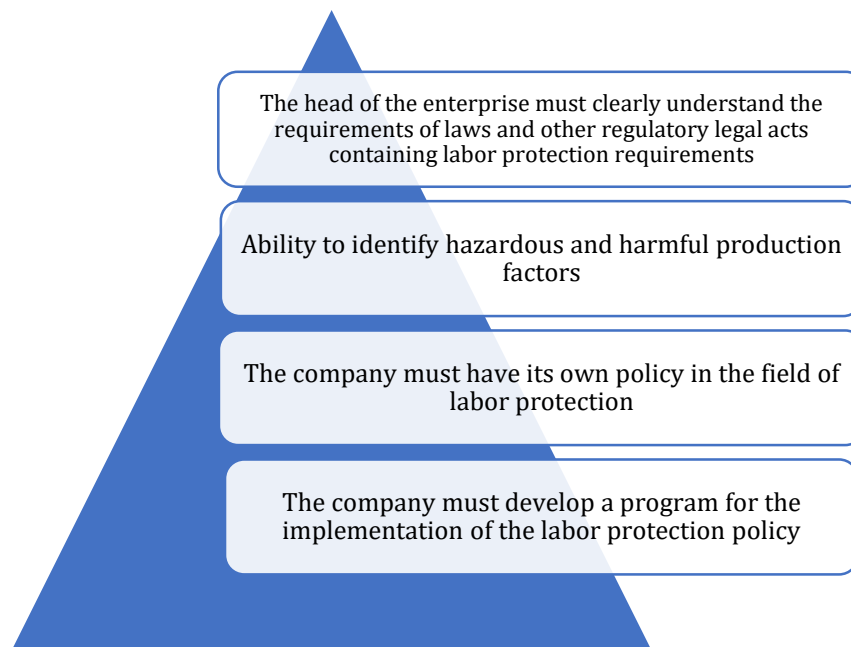 The head of the enterprise must clearly understand the
requirements of laws and other regulatory legal acts
containing labor protection requirements
Ability to identify hazardous and harmful production
factors
The company must have its own policy in the field of
labor protection
The company must develop a program for the
implementation of the labor protection policy